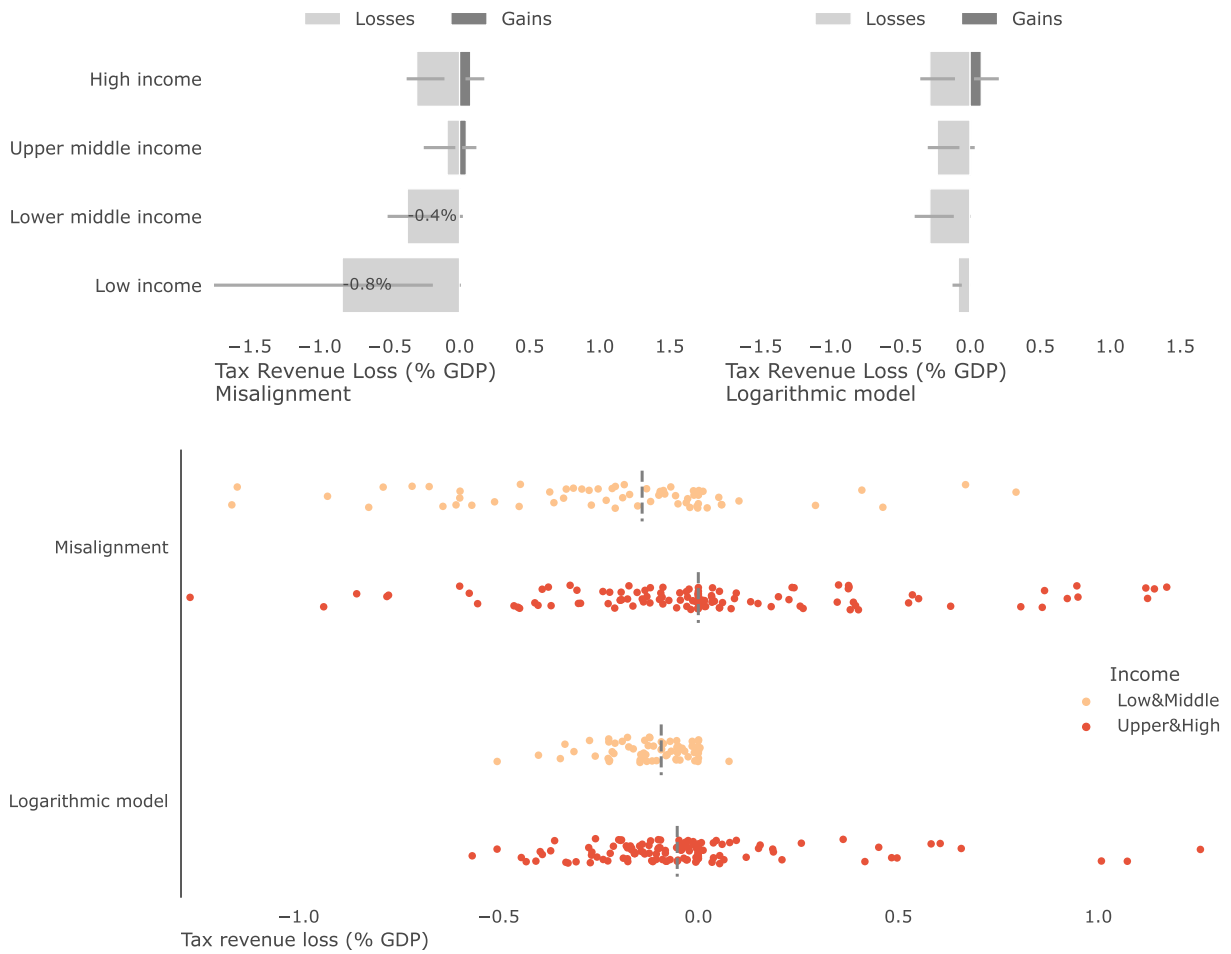 Losses Gains
Losses Gains
High income
Upper middle income
Lower middle income
Low income
-0.4%
-0.8%
−1.5 −1.0 −0.5 0.0 0.5 1.0 1.5
Tax Revenue Loss (% GDP)
Misalignment
−1.5 −1.0 −0.5 0.0 0.5 1.0 1.5
Tax Revenue Loss (% GDP)
Logarithmic model
Misalignment
Logarithmic model
Income
Low&Middle
Upper&High
−1.0 −0.5 0.0 0.5 1.0
Tax revenue loss (% GDP)